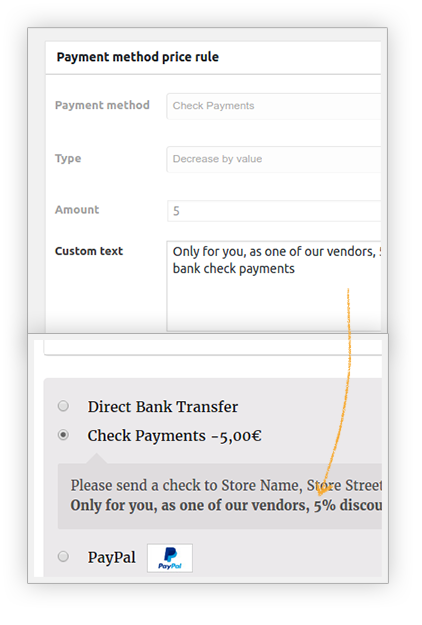 Payment method price rule
Payment method
Check Payments
Type
Decrease by value
Amount
5
Custom text
Only for you, as one of our vendors,
bank check payments
Direct Bank Transfer
Check Payments -5,00€
Please send a check to Store Name, Store Street
Only for you, as one of our vendors, 5% discou
PayPal
PayPal